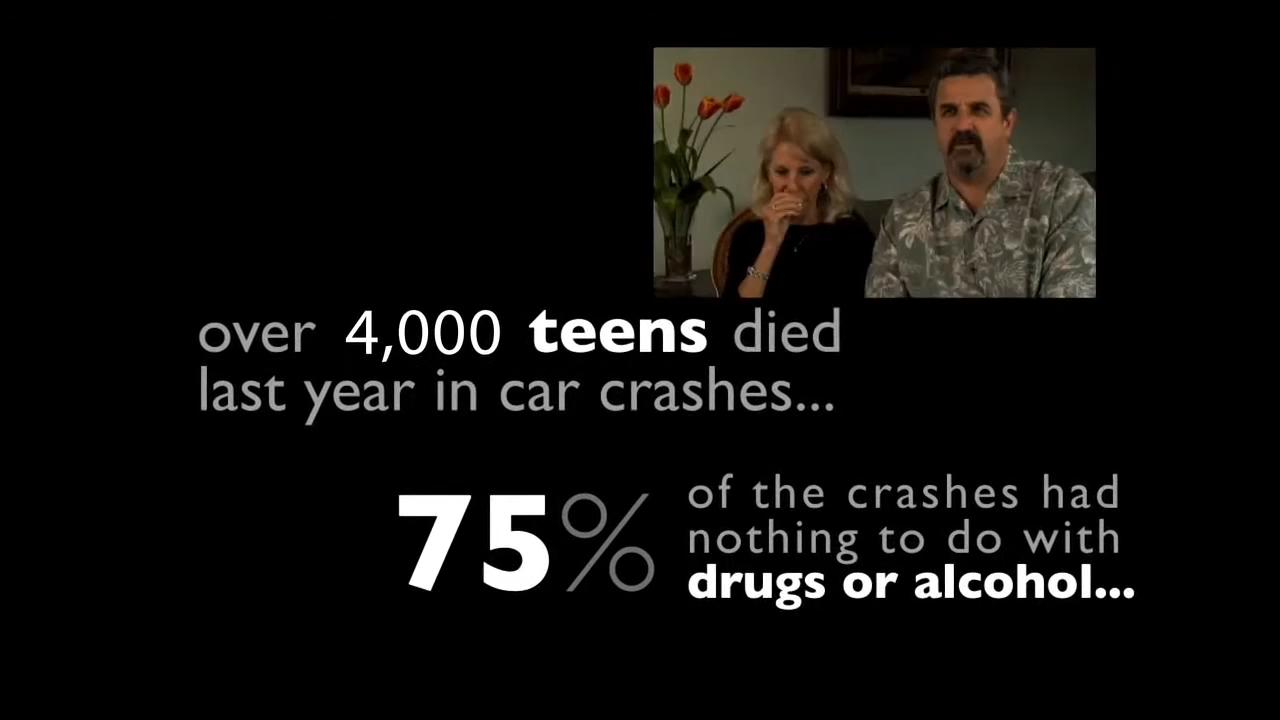 over 4,000 teens died
last year in car crashes...
75% of the crashes had
nothing to do with
drugs or alcohol...